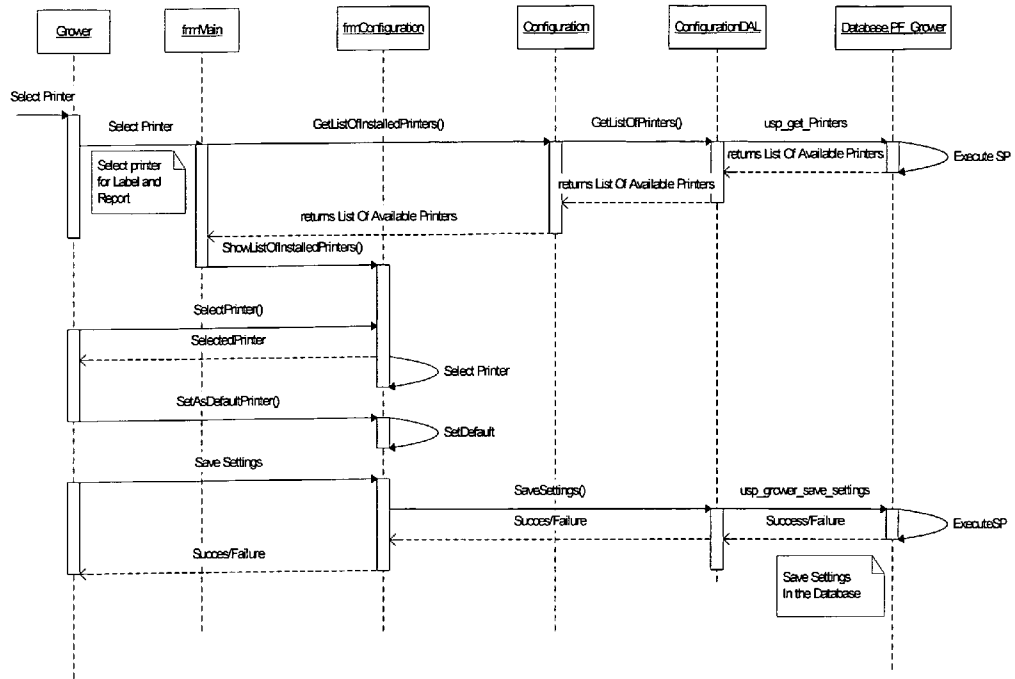 Grower
frmMain
frmConfiguration
Configuration
ConfigurationDAL
Database.PF_Grower
Select Printer
Select Printer
GetListOfInstalledPrinters()
GetListOfPrinters()
usp_get_Printers
Select printer
for Label and
Report
returns List Of Available Printers
Execute SP
returns List Of Available Printers
returns List Of Available Printers
ShowListOfInstalledPrinters()
SelectPrinter()
SelectedPrinter
Select Printer
SetAsDefaultPrinter()
SetDefault
Save Settings
SaveSettings()
usp_grower_save_settings
Succes/Failure
Success/Failure
ExecuteSP
Succes/Failure
Save Settings
In the Database